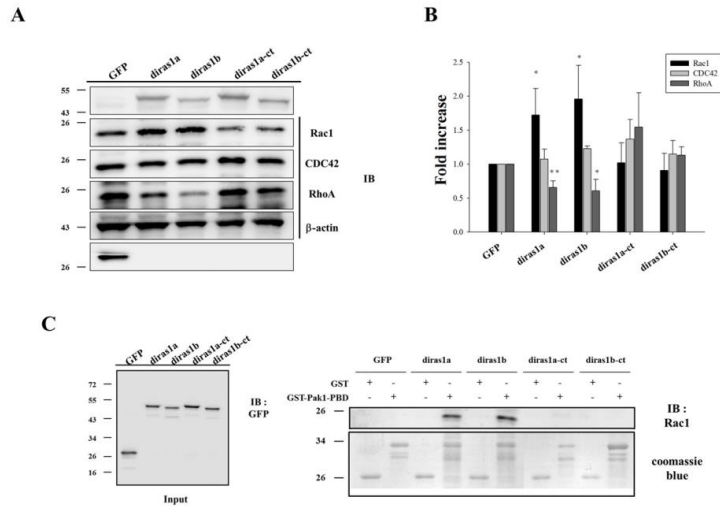 A
GFP diras1a diras1b diras1a-ct diras1b-ct
55
43
26
Rac1
26
CDC42
26
RhoA
43
β-actin
26
IB
B
Fold increase
2.5
2.0
1.5
1.0
0.5
0.0
Rac1
CDC42
RhoA
*
*
**
*
GFP diras1a diras1b diras1a-ct diras1b-ct
C
GFP diras1a diras1b diras1a-ct diras1b-ct
72
55
43
34
26
16
IB :
GFP
Input
GFP diras1a diras1b diras1a-ct diras1b-ct
GST + - + - + - + - + -
GST-Pak1-PBD - + - + - + - + - +
26
IB :
Rac1
34
26
coomassie
blue